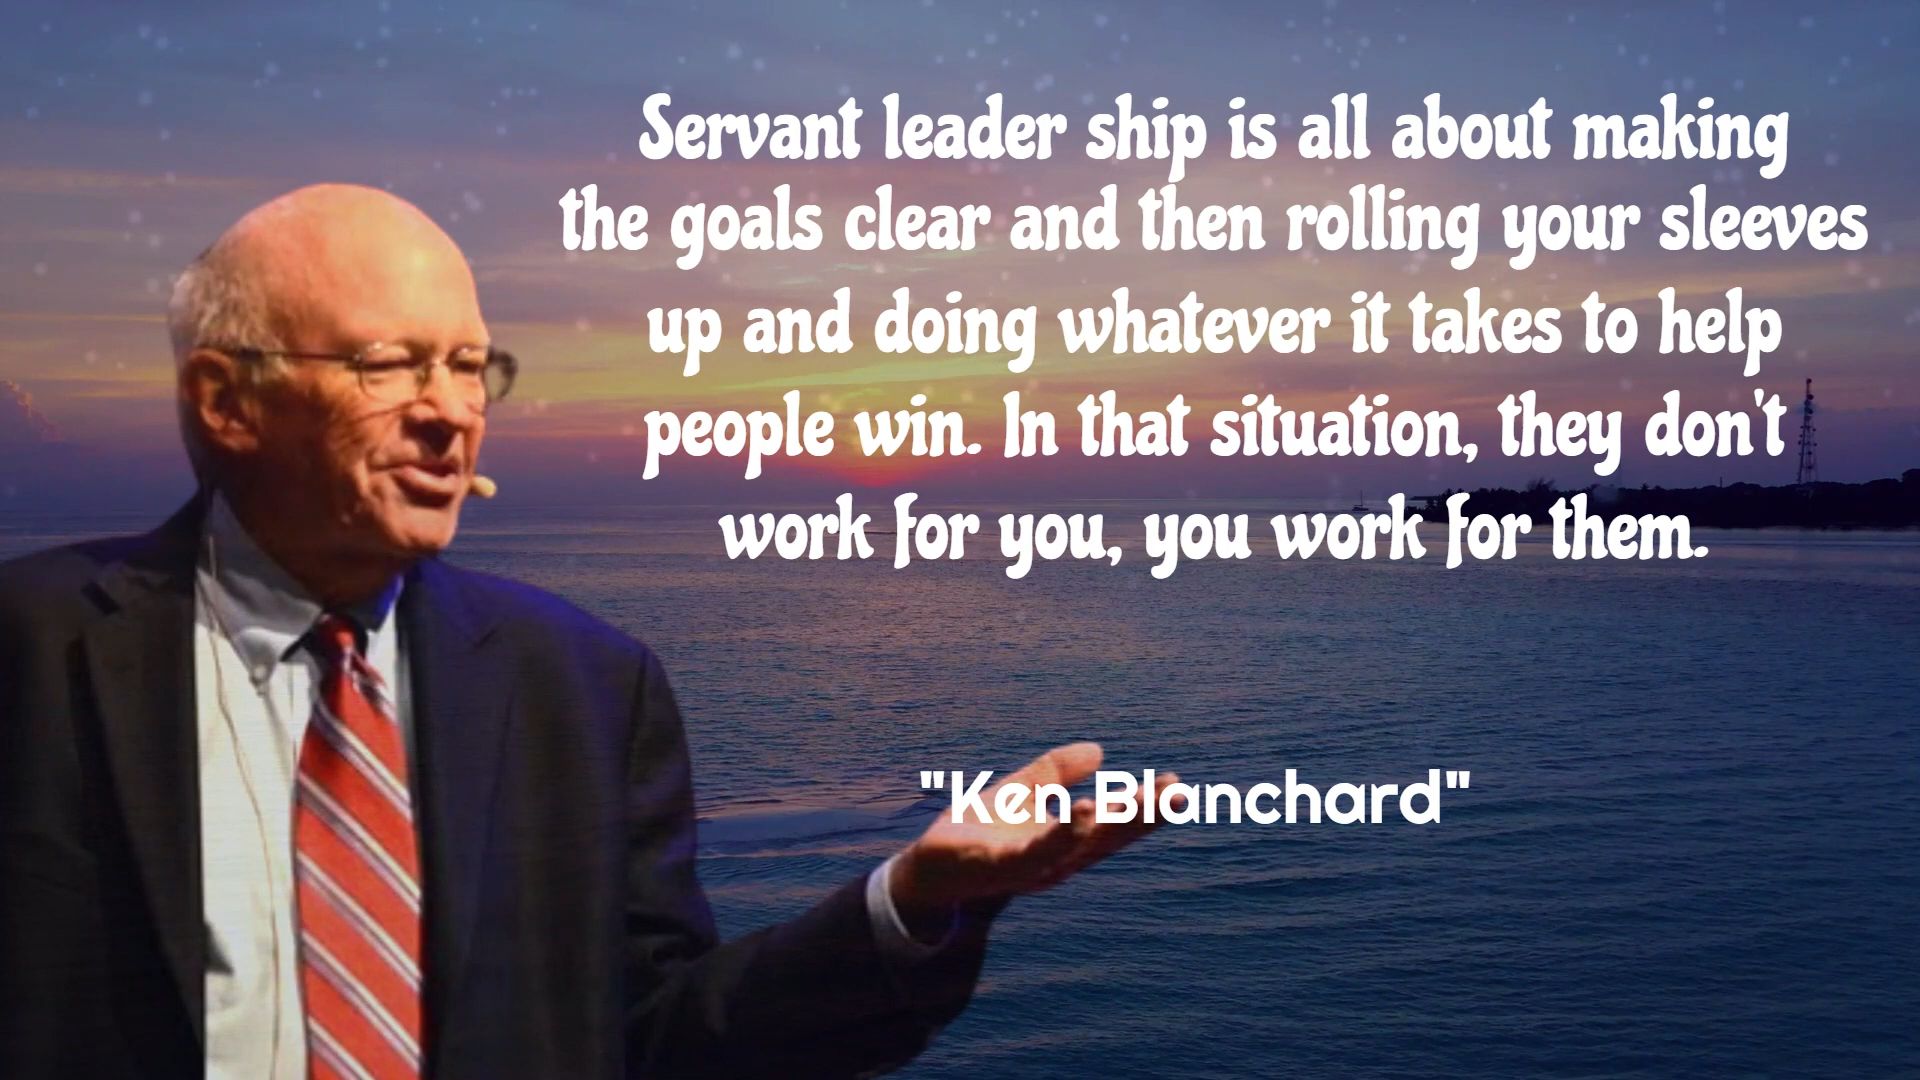 Servant leader ship is all about making
the goals clear and then rolling your sleeves
up and doing whatever it takes to help
people win. In that situation, they don't
work for you, you work for them.
"Ken Blanchard"